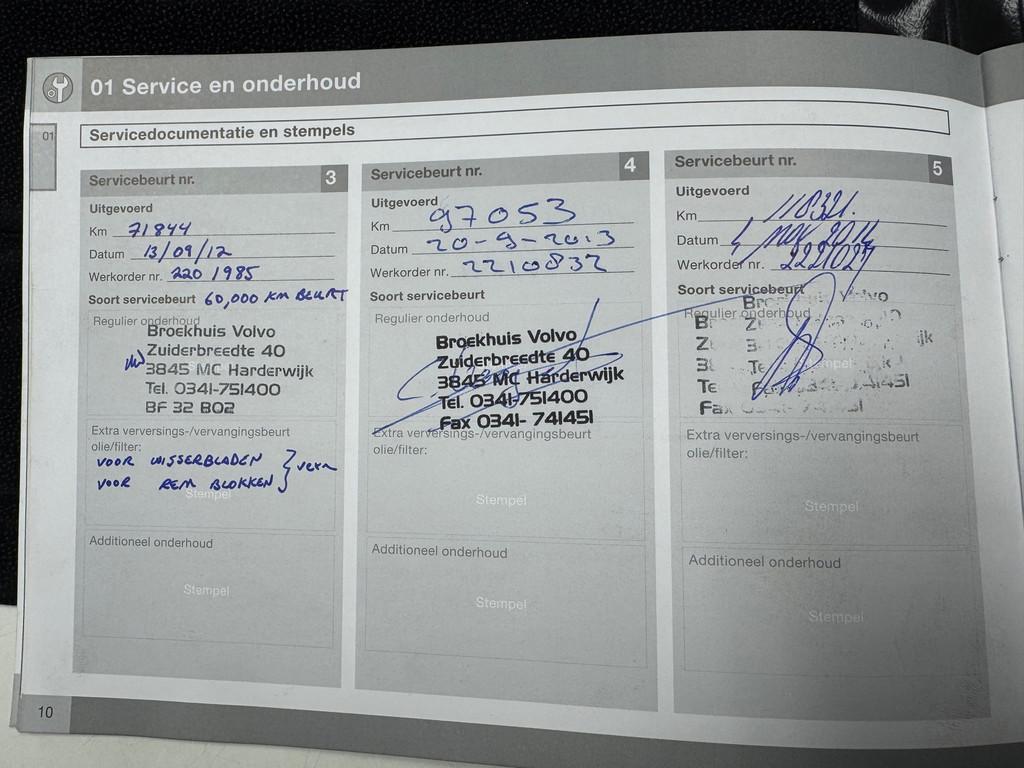 01 Service en onderhoud
01
Servicedocumentatie en stempels
Servicebeurt nr. 3
Uitgevoerd
Km 71844
Datum 13/09/12
Werkorder nr. 220 1985
Soort servicebeurt 60,000 KM BEURT
Regulier onderhoud
Broekhuis Volvo
Zuiderbreedte 40
3845 MC Harderwijk
Tel. 0341-751400
BF 32 B02
Extra verversings-/vervangingsbeurt
olie/filter:
VOOR WISSERBLADEN
VOOR REM BLOKKEN } vern
Stempel
Additioneel onderhoud
Stempel
Servicebeurt nr. 4
Uitgevoerd
Km 97053
Datum 20-9-2013
Werkorder nr. 2210832
Soort servicebeurt
Regulier onderhoud
Broekhuis Volvo
Zuiderbreedte 40
3845 MC Harderwijk
Tel. 0341-751400
Fax 0341- 741451
Extra verversings-/vervangingsbeurt
olie/filter:
Stempel
Additioneel onderhoud
Stempel
Servicebeurt nr. 5
Uitgevoerd
Km 118321.
Datum 4 nov 2014
Werkorder nr. 2221027
Soort servicebeurt
Regulier onderhoud
Stempel
Extra verversings-/vervangingsbeurt
olie/filter:
Stempel
Additioneel onderhoud
Stempel
10